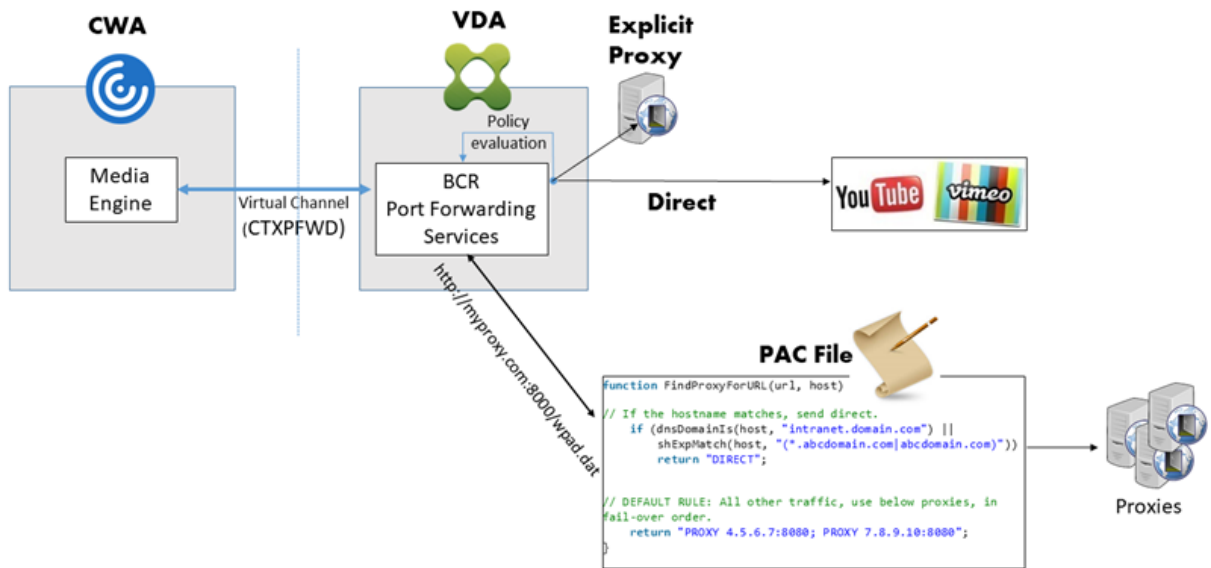 CWA
VDA
Explicit
Proxy
Policy
evaluation
Media
Engine
Virtual Channel
(CTXPFWD)
BCR
Port Forwarding
Services
Direct
YouTube
vimeo
http://myproxy.com:8000/wpad.dat
PAC File
function FindProxyForURL(url, host)
// If the hostname matches, send direct.
if (dnsDomainIs(host, "intranet.domain.com") ||
shExpMatch(host, "(*.abcdomain.com|abcdomain.com)"))
return "DIRECT";
// DEFAULT RULE: All other traffic, use below proxies, in
fail-over order.
return "PROXY 4.5.6.7:8080; PROXY 7.8.9.10:8080";
}
Proxies